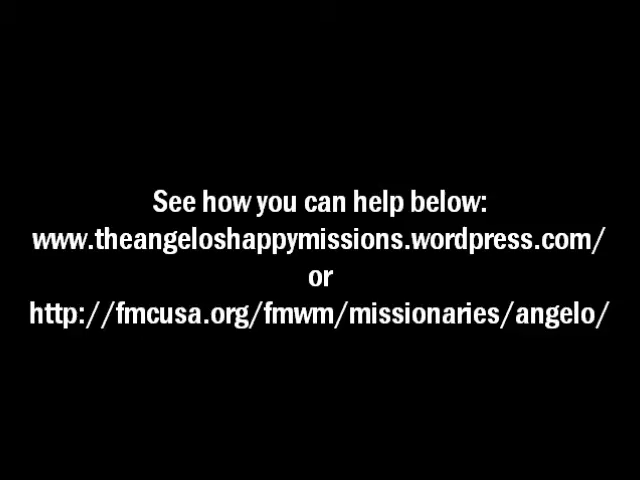 See how you can help below:
www.theangeloshappymissions.wordpress.com/
or
http://fmcusa.org/fmwm/missionaries/angelo/